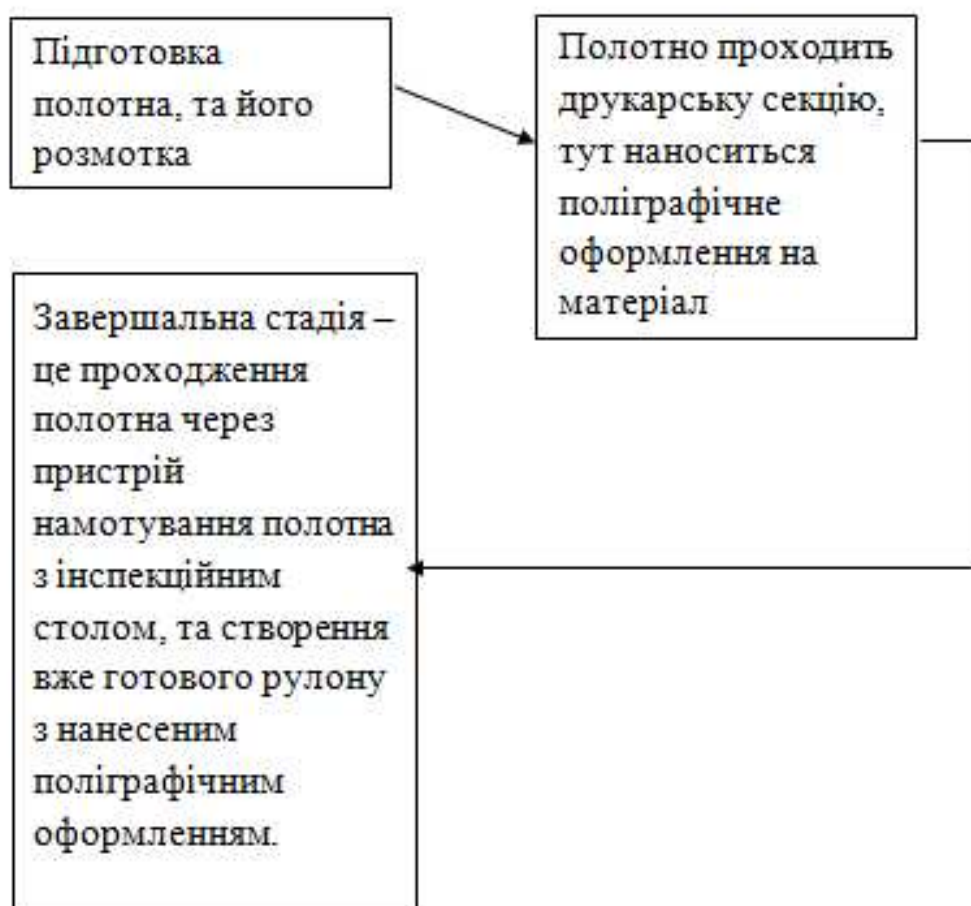 Підготовка
полотна, та його
розмотка
Полотно проходить
друкарську секцію,
тут наноситься
поліграфічне
оформлення на
матеріал
Завершальна стадія –
це проходження
полотна через
пристрій
намотування полотна
з інспекційним
столом, та створення
вже готового рулону
з нанесеним
поліграфічним
оформленням.